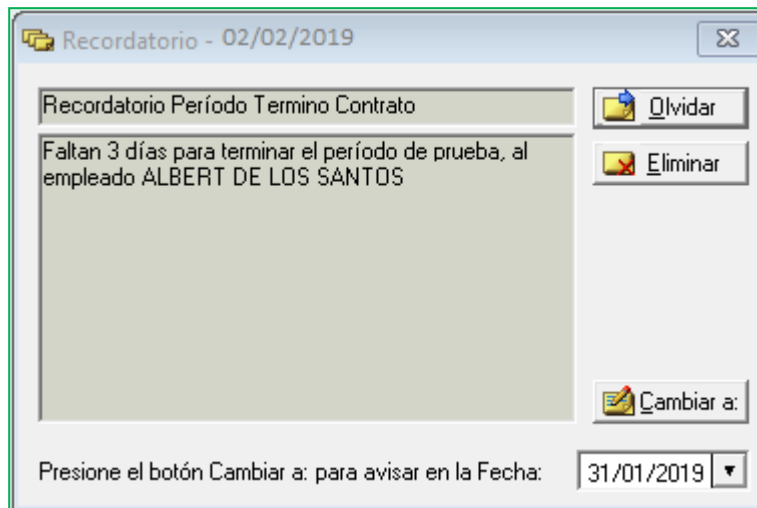 Recordatorio - 02/02/2019
Recordatorio Período Termino Contrato
Olvidar
Faltan 3 días para terminar el período de prueba, al
empleado ALBERT DE LOS SANTOS
Eliminar
Cambiar a:
Presione el botón Cambiar a: para avisar en la Fecha:
31/01/2019